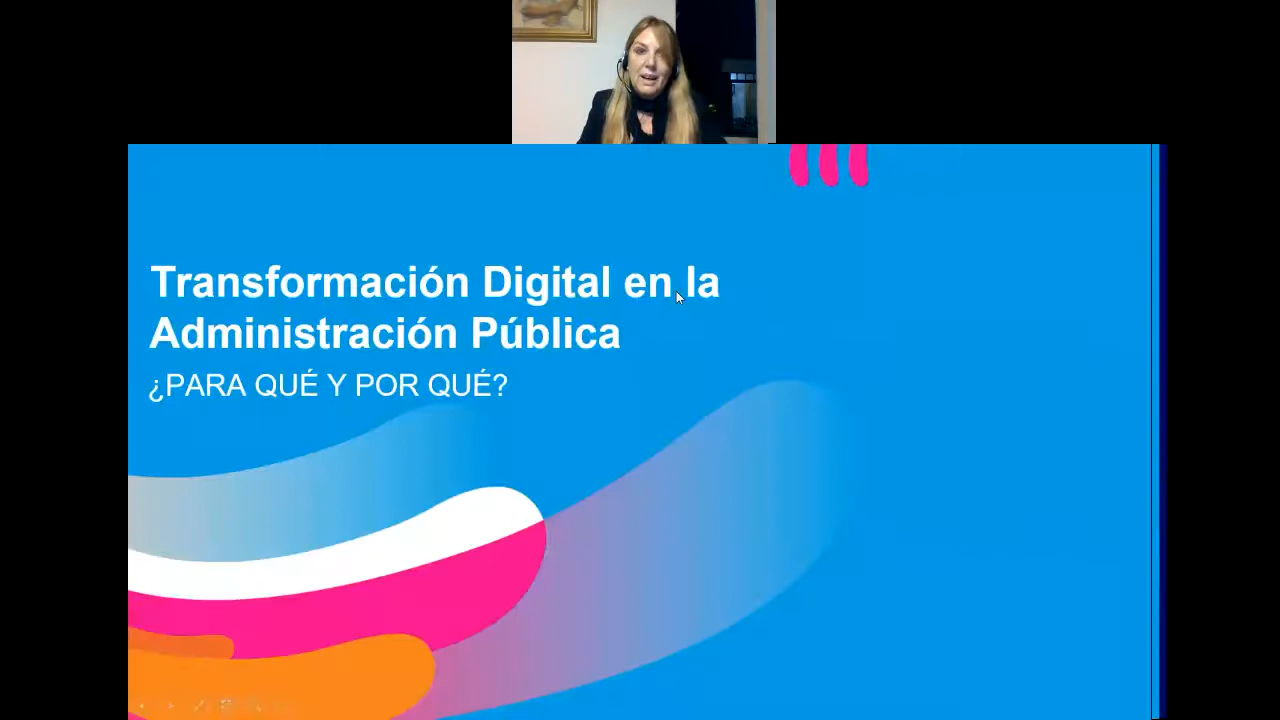 Transformación Digital en la
Administración Pública
¿PARA QUÉ Y POR QUÉ?